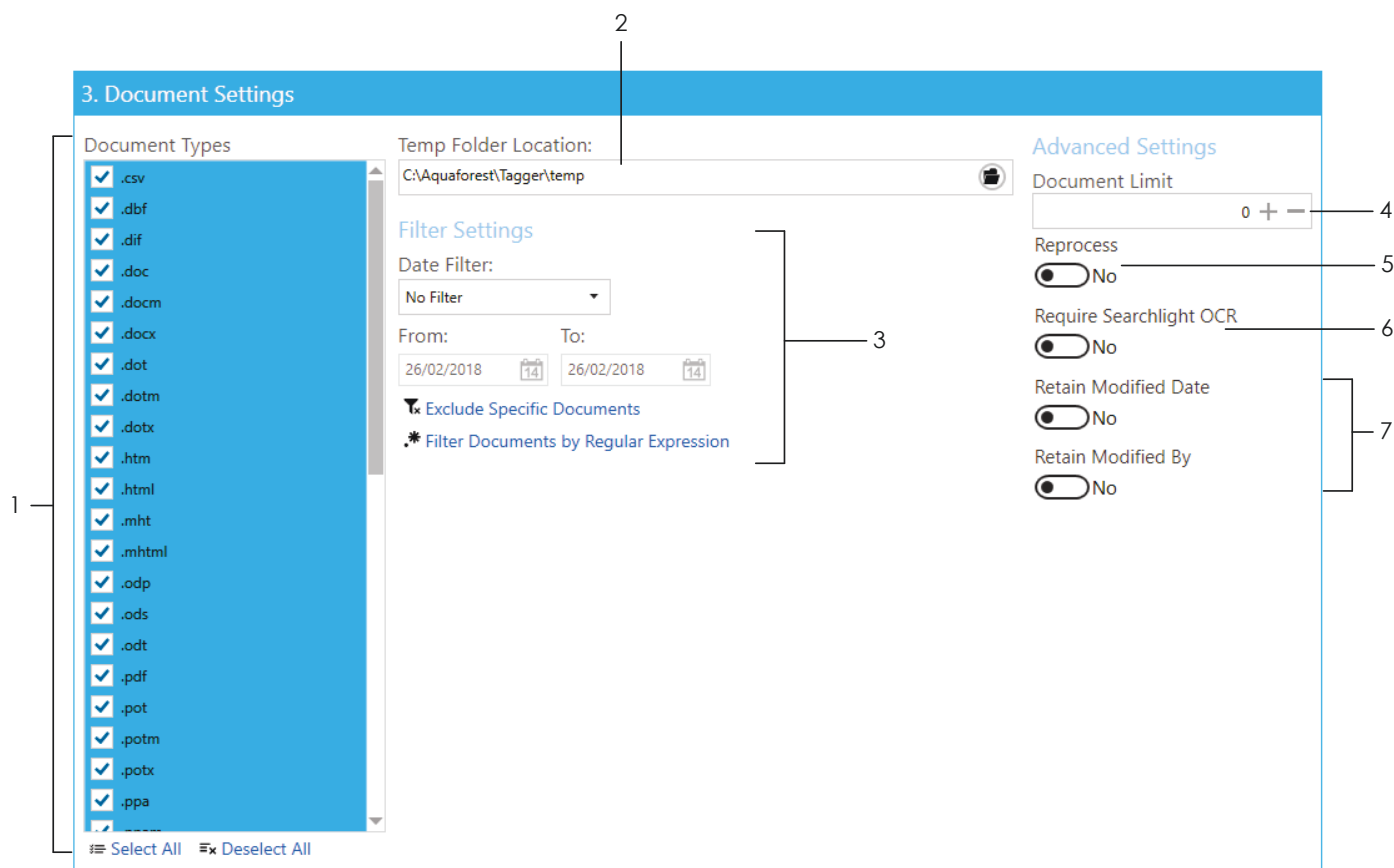 2
3. Document Settings
1
Document Types
.csv
.dbf
.dif
.doc
.docm
.docx
.dot
.dotm
.dotx
.htm
.html
.mht
.mhtml
.odp
.ods
.odt
.pdf
.pot
.potm
.potx
.ppa
Select All
Deselect All
Temp Folder Location:
C:\Aquaforest\Tagger\temp
Filter Settings
Date Filter:
No Filter
From: To:
26/02/2018 14 26/02/2018 14
Exclude Specific Documents
.* Filter Documents by Regular Expression
3
Advanced Settings
Document Limit
0 + −
4
Reprocess
No
5
Require Searchlight OCR
No
6
Retain Modified Date
No
Retain Modified By
No
7